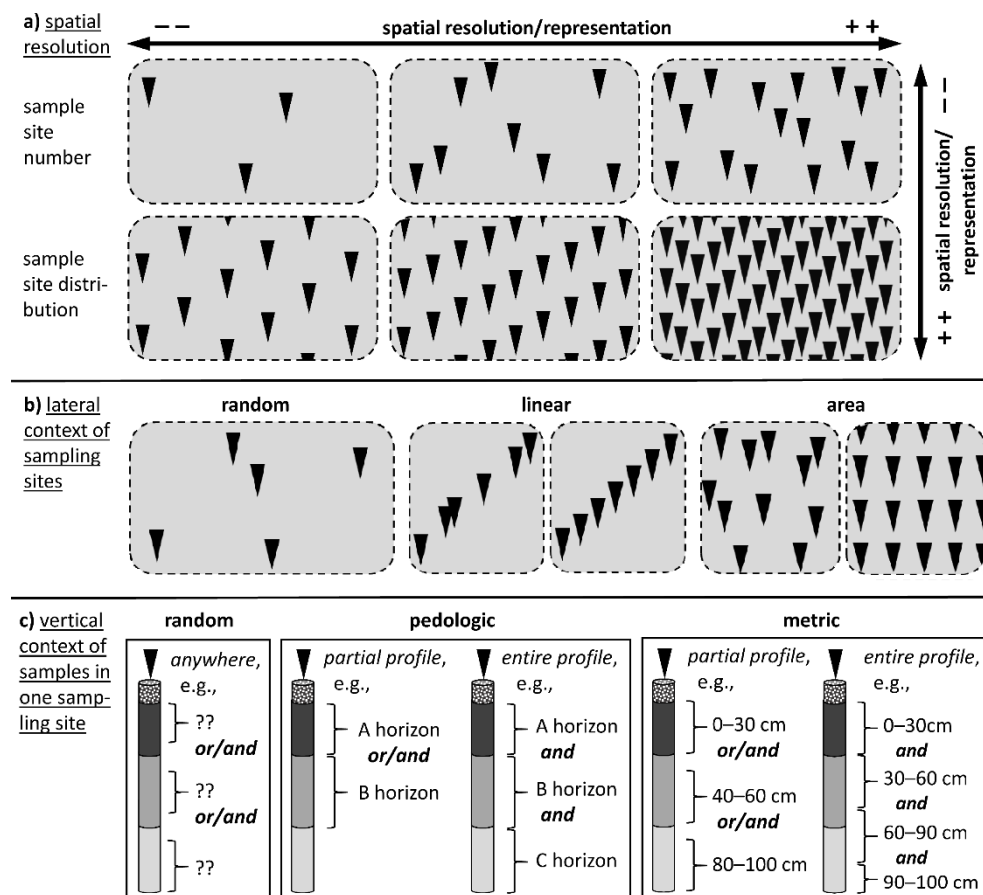 a) spatial
resolution
– –
spatial resolution/representation
+ +
sample
site
number
– –
spatial resolution/
representation
+ +
sample
site distri-
bution
b) lateral
context of
sampling
sites
random
linear
area
c) vertical
context of
samples in
one samp-
ling site
random
anywhere,
e.g.,
??
or/and
??
or/and
??
pedologic
partial profile,
e.g.,
A horizon
or/and
B horizon
entire profile,
e.g.,
A horizon
and
B horizon
and
C horizon
metric
partial profile,
e.g.,
0–30 cm
or/and
40–60 cm
or/and
80–100 cm
entire profile,
e.g.,
0–30cm
and
30–60 cm
and
60–90 cm
and
90–100 cm